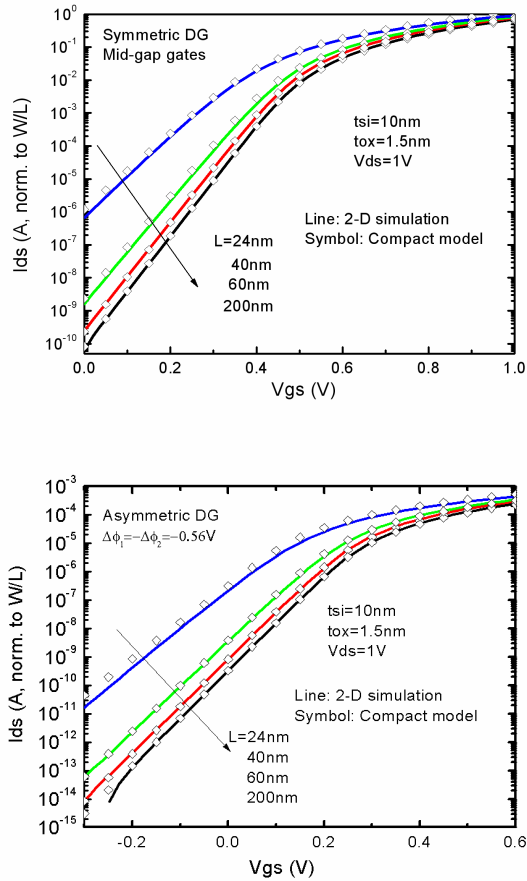 10^0
10^-1
10^-2
10^-3
10^-4
10^-5
10^-6
10^-7
10^-8
10^-9
10^-10
Ids (A, norm. to W/L)
Symmetric DG
Mid-gap gates
tsi=10nm
tox=1.5nm
Vds=1V
Line: 2-D simulation
Symbol: Compact model
L=24nm
40nm
60nm
200nm
0.0 0.2 0.4 0.6 0.8 1.0
Vgs (V)
10^-3
10^-4
10^-5
10^-6
10^-7
10^-8
10^-9
10^-10
10^-11
10^-12
10^-13
10^-14
10^-15
Ids (A, norm. to W/L)
Asymmetric DG
Δϕ₁=−Δϕ₂=−0.56V
tsi=10nm
tox=1.5nm
Vds=1V
Line: 2-D simulation
Symbol: Compact model
L=24nm
40nm
60nm
200nm
-0.2 0.0 0.2 0.4 0.6
Vgs (V)